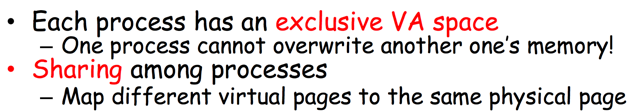 • Each process has an exclusive VA space
– One process cannot overwrite another one's memory!
• Sharing among processes
– Map different virtual pages to the same physical page